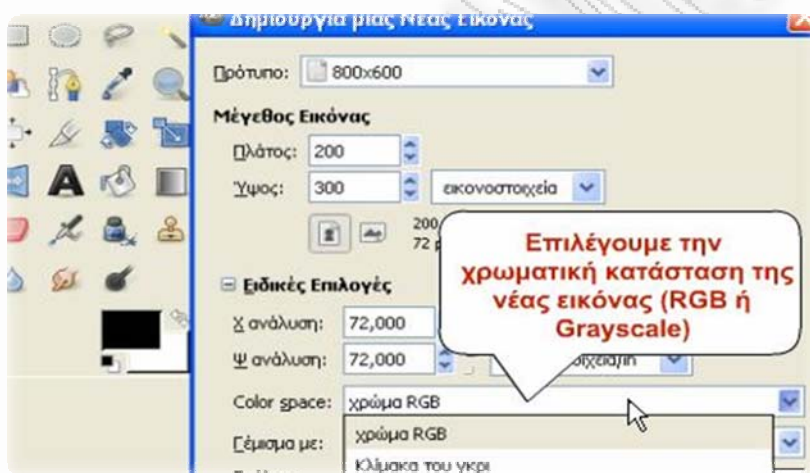 Δημιουργία μιας Νέας Εικόνας
Πρότυπο: 800x600
Μέγεθος Εικόνας
Πλάτος: 200
Ύψος: 300 εικονοστοιχεία
200
72
Επιλέγουμε την
χρωματική κατάσταση της
νέας εικόνας (RGB ή
Grayscale)
Ειδικές Επιλογές
Χ ανάλυση: 72,000
Ψ ανάλυση: 72,000
Color space: χρώμα RGB
Γέμισμα με: χρώμα RGB
Κλίμακα του γκρι